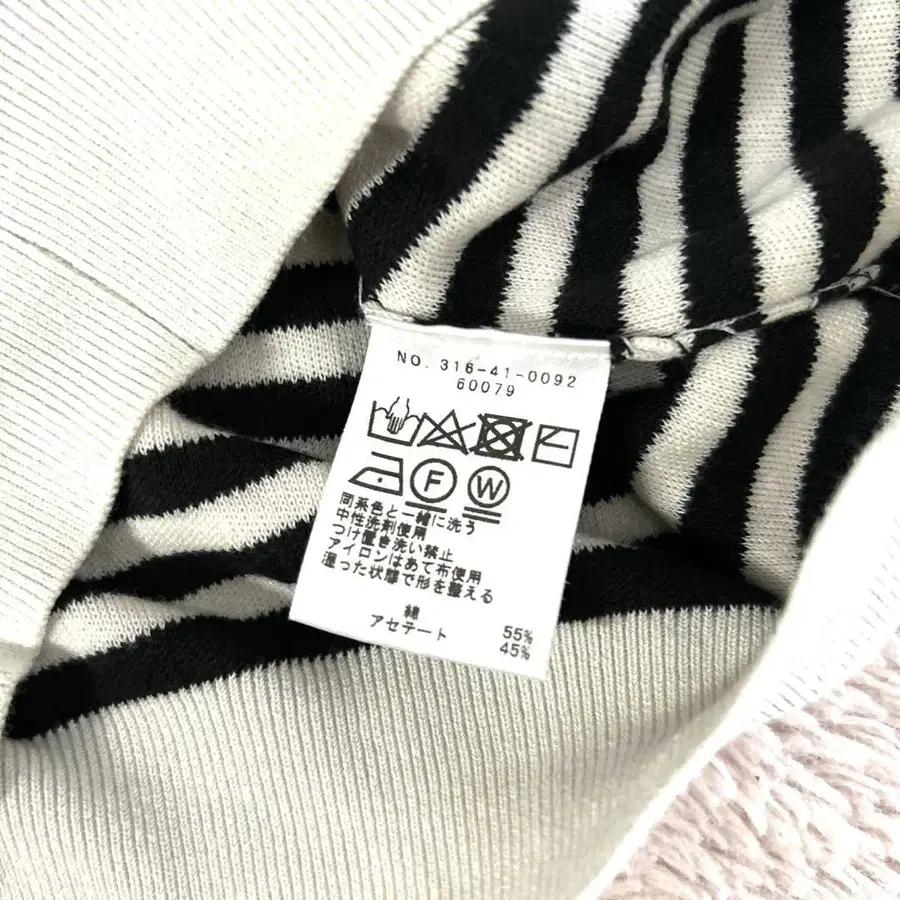 NO. 316-41-0092
60079
F W
同系色と一緒に洗う
中性洗剤使用
つけ置き洗い禁止
アイロンはあて布使用
湿った状態で形を整える
綿 55%
アセテート 45%